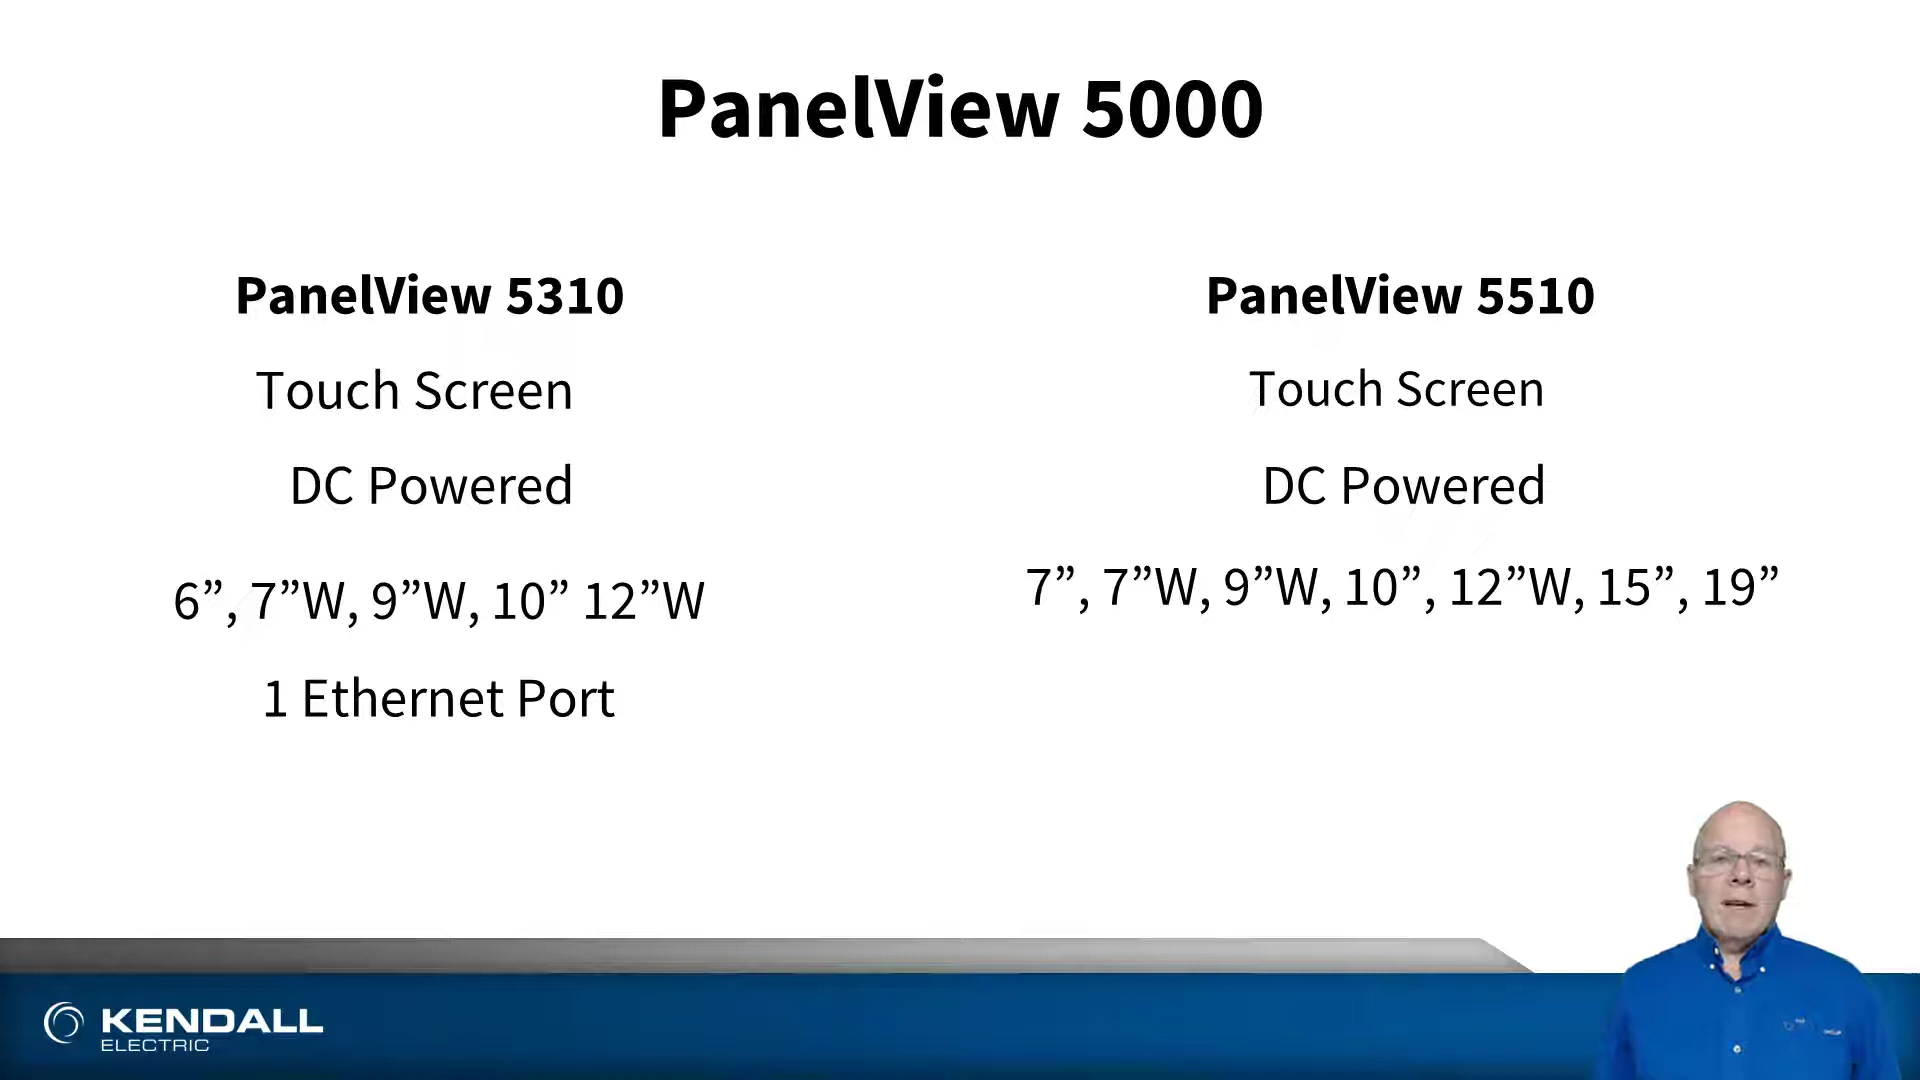 PanelView 5000
PanelView 5310
Touch Screen
DC Powered
6”, 7”W, 9”W, 10” 12”W
1 Ethernet Port
PanelView 5510
Touch Screen
DC Powered
7”, 7”W, 9”W, 10”, 12”W, 15”, 19”
KENDALL
ELECTRIC